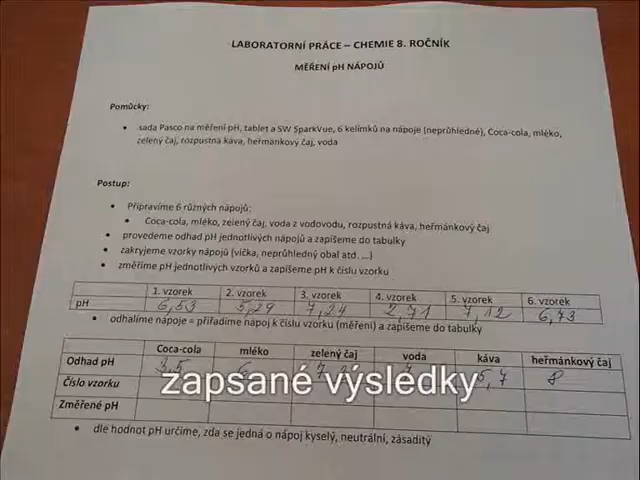 LABORATORNÍ PRÁCE – CHEMIE 8. ROČNÍK
MĚŘENÍ pH NÁPOJŮ
Pomůcky:
• sada Pasco na měření pH, tablet a SW SparkVue, 6 kelímků na nápoje (neprůhledné), Coca-cola, mléko,
zelený čaj, rozpustná káva, heřmánkový čaj, voda
Postup:
• Připravíme 6 různých nápojů:
• Coca-cola, mléko, zelený čaj, voda z vodovodu, rozpustná káva, heřmánkový čaj
• provedeme odhad pH jednotlivých nápojů a zapíšeme do tabulky
• zakryjeme vzorky nápojů (víčka, neprůhledný obal atd. ...)
• změříme pH jednotlivých vzorků a zapíšeme pH k číslu vzorku
1. vzorek 2. vzorek 3. vzorek 4. vzorek 5. vzorek 6. vzorek
pH 6,53 5,29 7,24 2,71 7,12 6,73
• odhalíme nápoje = přiřadíme nápoj k číslu vzorku (měření) a zapíšeme do tabulky
Coca-cola mléko zelený čaj voda káva heřmánkový čaj
Odhad pH 3,5 5,7 8
zapsané výsledky
Číslo vzorku
Změřené pH
• dle hodnot pH určíme, zda se jedná o nápoj kyselý, neutrální, zásaditý